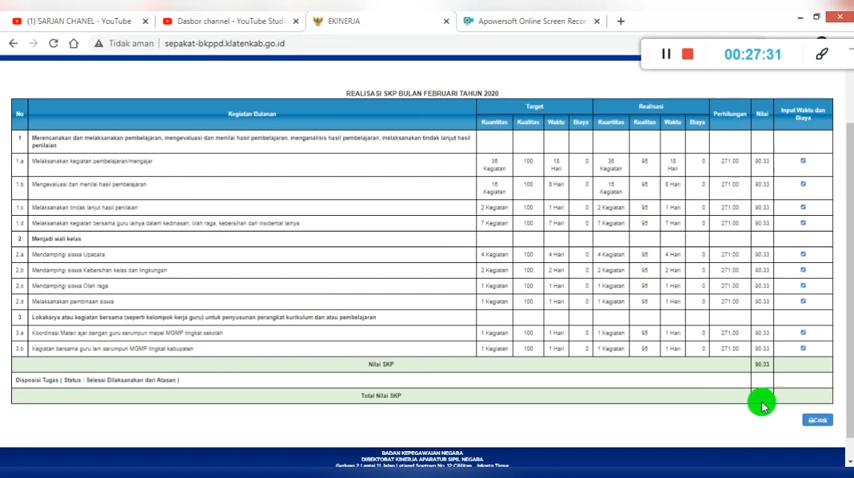 (1) SARJAN CHANEL - YouTube
Dasbor channel - YouTube Studio
EKINERJA
Apowersoft Online Screen Recor
Tidak aman
sepakat-bkppd.klatenkab.go.id
00:27:31
REALISASI SKP BULAN FEBRUARI TAHUN 2020
No Kegiatan Bulanan Target Realisasi Perhitungan Nilai Input Waktu dan Biaya
Kuantitas Kualitas Waktu Biaya Kuantitas Kualitas Waktu Biaya
1 Merencanakan dan melaksanakan pembelajaran, mengevaluasi dan menilai hasil pembelajaran, menganalisis hasil pembelajaran, melaksanakan tindak lanjut hasil penilaian
1.a Melaksanakan kegiatan pembelajaran/mengajar 36 Kegiatan 100 18 Hari 0 36 Kegiatan 95 18 Hari 0 271.00 90.33
1.b Mengevaluasi dan menilai hasil pembelajaran 16 Kegiatan 100 8 Hari 0 16 Kegiatan 95 8 Hari 0 271.00 90.33
1.c Melaksanakan tindak lanjut hasil penilaian 2 Kegiatan 100 1 Hari 0 2 Kegiatan 95 1 Hari 0 271.00 90.33
1.d Melaksanakan kegiatan bersama guru lainya dalam kedinasan, olah raga, kebersihan dan insidental lainya 7 Kegiatan 100 7 Hari 0 7 Kegiatan 95 7 Hari 0 271.00 90.33
2 Menjadi wali kelas
2.a Mendampingi siswa Upacara 4 Kegiatan 100 4 Hari 0 4 Kegiatan 95 4 Hari 0 271.00 90.33
2.b Mendampingi siswa Kebersihan kelas dan lingkungan 2 Kegiatan 100 2 Hari 0 2 Kegiatan 95 2 Hari 0 271.00 90.33
2.c Mendampingi siswa Olah raga 1 Kegiatan 100 1 Hari 0 1 Kegiatan 95 1 Hari 0 271.00 90.33
2.d Melaksanakan pembinaan siswa 1 Kegiatan 100 1 Hari 0 1 Kegiatan 95 1 Hari 0 271.00 90.33
3 Lokakarya atau kegiatan bersama (seperti kelompok kerja guru) untuk penyusunan perangkat kurikulum dan atau pembelajaran
3.a Koordinasi Materi ajar dengan guru serumpun mapel MGMP tingkat sekolah 1 Kegiatan 100 1 Hari 0 1 Kegiatan 95 1 Hari 0 271.00 90.33
3.b Kegiatan bersama guru lain serumpun MGMP tingkat kabupaten 1 Kegiatan 100 1 Hari 0 1 Kegiatan 95 1 Hari 0 271.00 90.33
Nilai SKP 90.33
Disposisi Tugas ( Status : Selesai Dilaksanakan dari Atasan )
Total Nilai SKP
Cetak
BADAN KEPEGAWAIAN NEGARA
DIREKTORAT KINERJA APARATUR SIPIL NEGARA